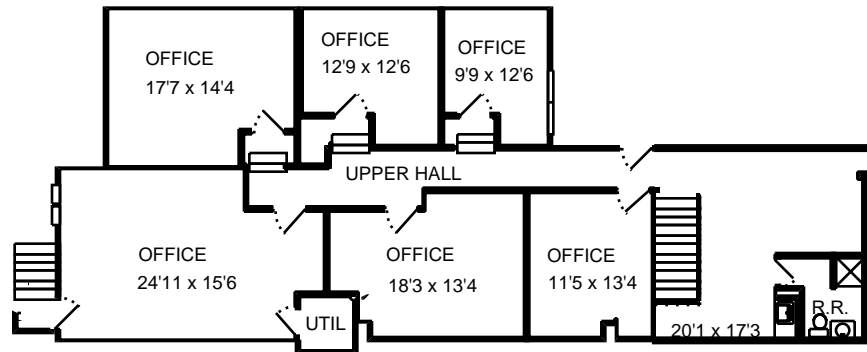 OFFICE
17'7 x 14'4
OFFICE
12'9 x 12'6
OFFICE
9'9 x 12'6
UPPER HALL
OFFICE
24'11 x 15'6
OFFICE
18'3 x 13'4
OFFICE
11'5 x 13'4
UTIL
R.R.
20'1 x 17'3